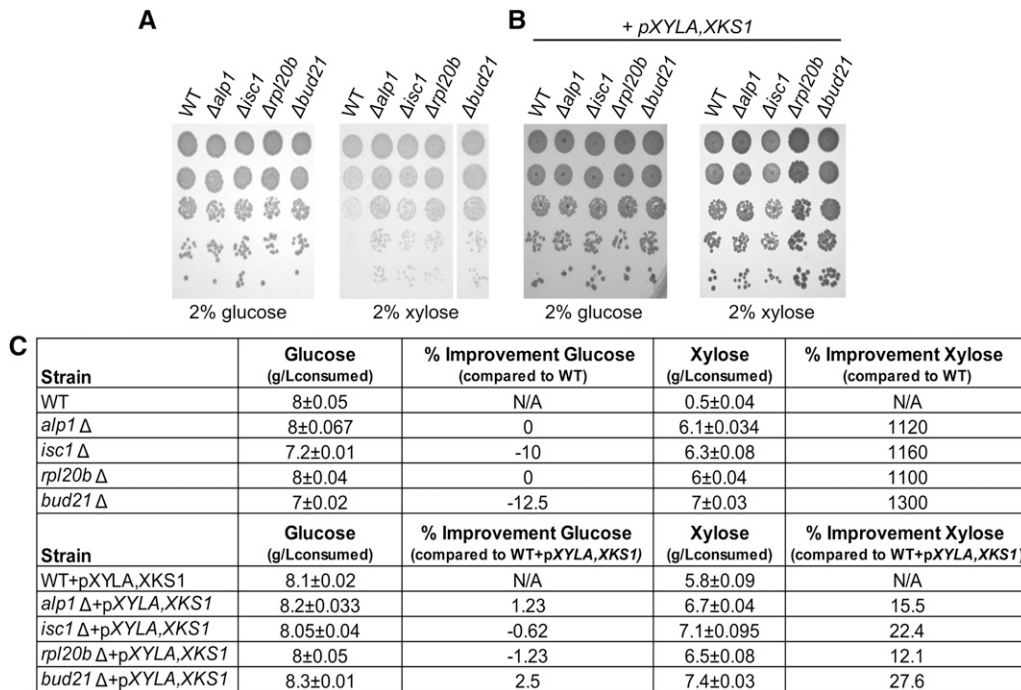 A
B
+ pXYLA,XKS1
WT Δalp1 Δisc1 Δrpl20b Δbud21
WT Δalp1 Δisc1 Δrpl20b Δbud21
WT Δalp1 Δisc1 Δrpl20b Δbud21
WT Δalp1 Δisc1 Δrpl20b Δbud21
2% glucose 2% xylose 2% glucose 2% xylose
C
Strain Glucose (g/Lconsumed) % Improvement Glucose (compared to WT) Xylose (g/Lconsumed) % Improvement Xylose (compared to WT)
WT 8±0.05 N/A 0.5±0.04 N/A
alp1 Δ 8±0.067 0 6.1±0.034 1120
isc1 Δ 7.2±0.01 -10 6.3±0.08 1160
rpl20b Δ 8±0.04 0 6±0.04 1100
bud21 Δ 7±0.02 -12.5 7±0.03 1300
Strain Glucose (g/Lconsumed) % Improvement Glucose (compared to WT+pXYLA,XKS1) Xylose (g/Lconsumed) % Improvement Xylose (compared to WT+pXYLA,XKS1)
WT+pXYLA,XKS1 8.1±0.02 N/A 5.8±0.09 N/A
alp1 Δ+pXYLA,XKS1 8.2±0.033 1.23 6.7±0.04 15.5
isc1 Δ+pXYLA,XKS1 8.05±0.04 -0.62 7.1±0.095 22.4
rpl20b Δ+pXYLA,XKS1 8±0.05 -1.23 6.5±0.08 12.1
bud21 Δ+pXYLA,XKS1 8.3±0.01 2.5 7.4±0.03 27.6